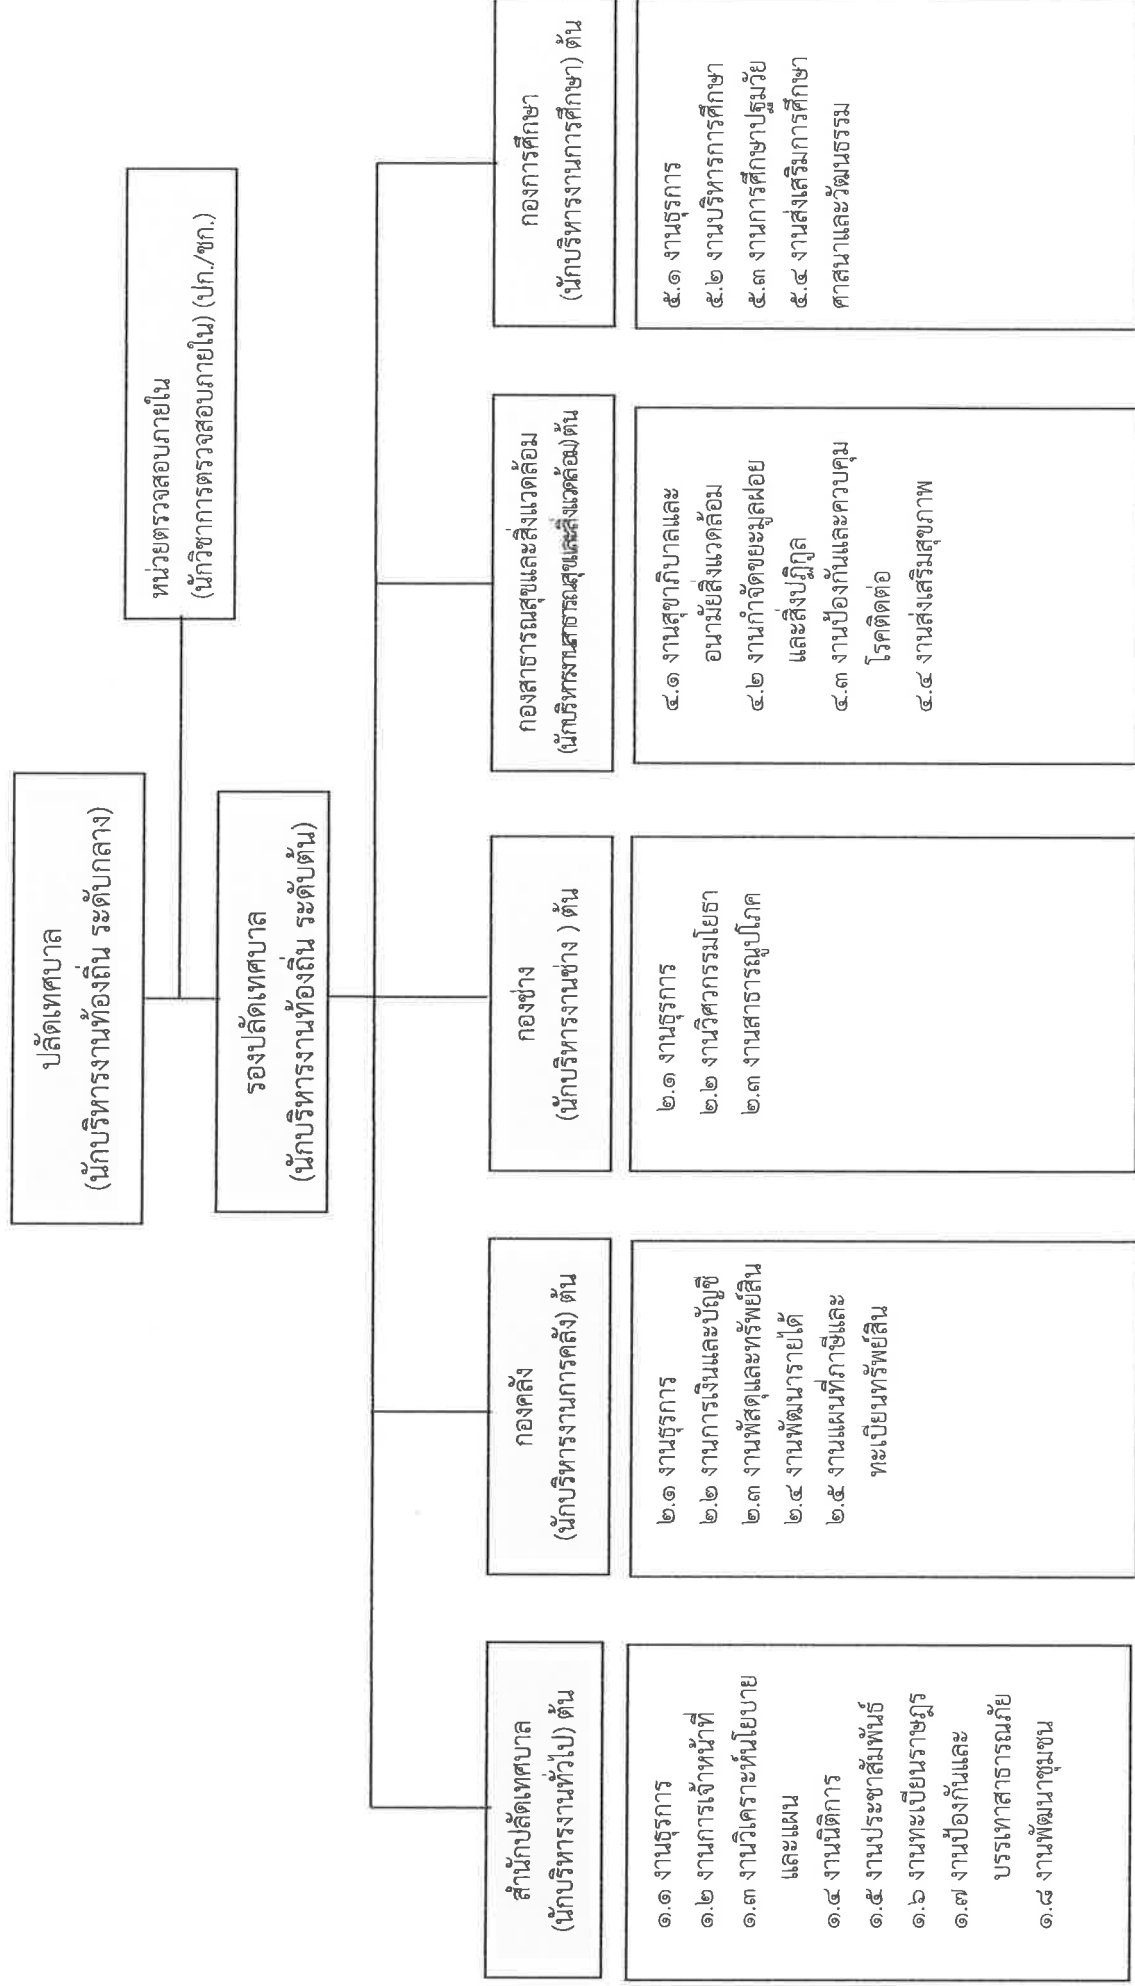 ปลัดเทศบาล
(นักบริหารงานท้องถิ่น ระดับกลาง)
หน่วยตรวจสอบภายใน
(นักวิชาการตรวจสอบภายใน) (ปก./ชก.)
รองปลัดเทศบาล
(นักบริหารงานท้องถิ่น ระดับต้น)
สำนักปลัดเทศบาล
(นักบริหารงานทั่วไป) ต้น
๑.๑ งานธุรการ
๑.๒ งานการเจ้าหน้าที่
๑.๓ งานวิเคราะห์นโยบาย
และแผน
๑.๔ งานนิติการ
๑.๕ งานประชาสัมพันธ์
๑.๖ งานทะเบียนราษฎร
๑.๗ งานป้องกันและ
บรรเทาสาธารณภัย
๑.๘ งานพัฒนาชุมชน
กองคลัง
(นักบริหารงานการคลัง) ต้น
๒.๑ งานธุรการ
๒.๒ งานการเงินและบัญชี
๒.๓ งานพัสดุและทรัพย์สิน
๒.๔ งานพัฒนารายได้
๒.๕ งานแผนที่ภาษีและ
ทะเบียนทรัพย์สิน
กองช่าง
(นักบริหารงานช่าง ) ต้น
๒.๑ งานธุรการ
๒.๒ งานวิศวกรรมโยธา
๒.๓ งานสาธารณูปโภค
กองสาธารณสุขและสิ่งแวดล้อม
(นักบริหารงานสาธารณสุขและสิ่งแวดล้อม)ต้น
๔.๑ งานสุขาภิบาลและ
อนามัยสิ่งแวดล้อม
๔.๒ งานกำจัดขยะมูลฝอย
และสิ่งปฏิกูล
๔.๓ งานป้องกันและควบคุม
โรคติดต่อ
๔.๔ งานส่งเสริมสุขภาพ
กองการศึกษา
(นักบริหารงานการศึกษา) ต้น
๕.๑ งานธุรการ
๕.๒ งานบริหารการศึกษา
๕.๓ งานการศึกษาปฐมวัย
๕.๔ งานส่งเสริมการศึกษา
ศาสนาและวัฒนธรรม